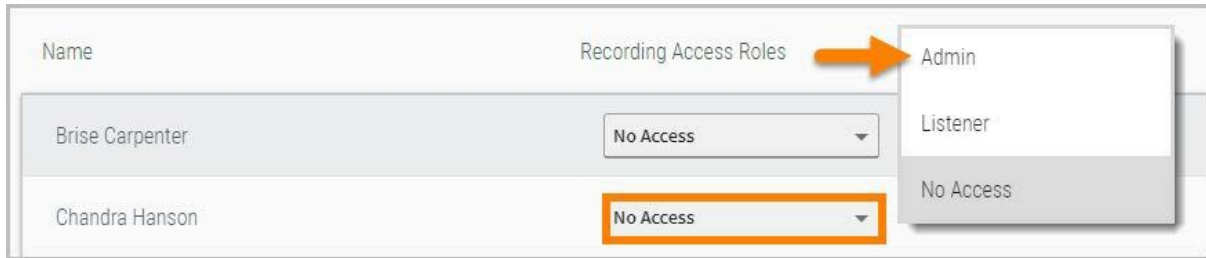 Name Recording Access Roles
Admin
Brise Carpenter No Access
Listener
Chandra Hanson No Access
No Access